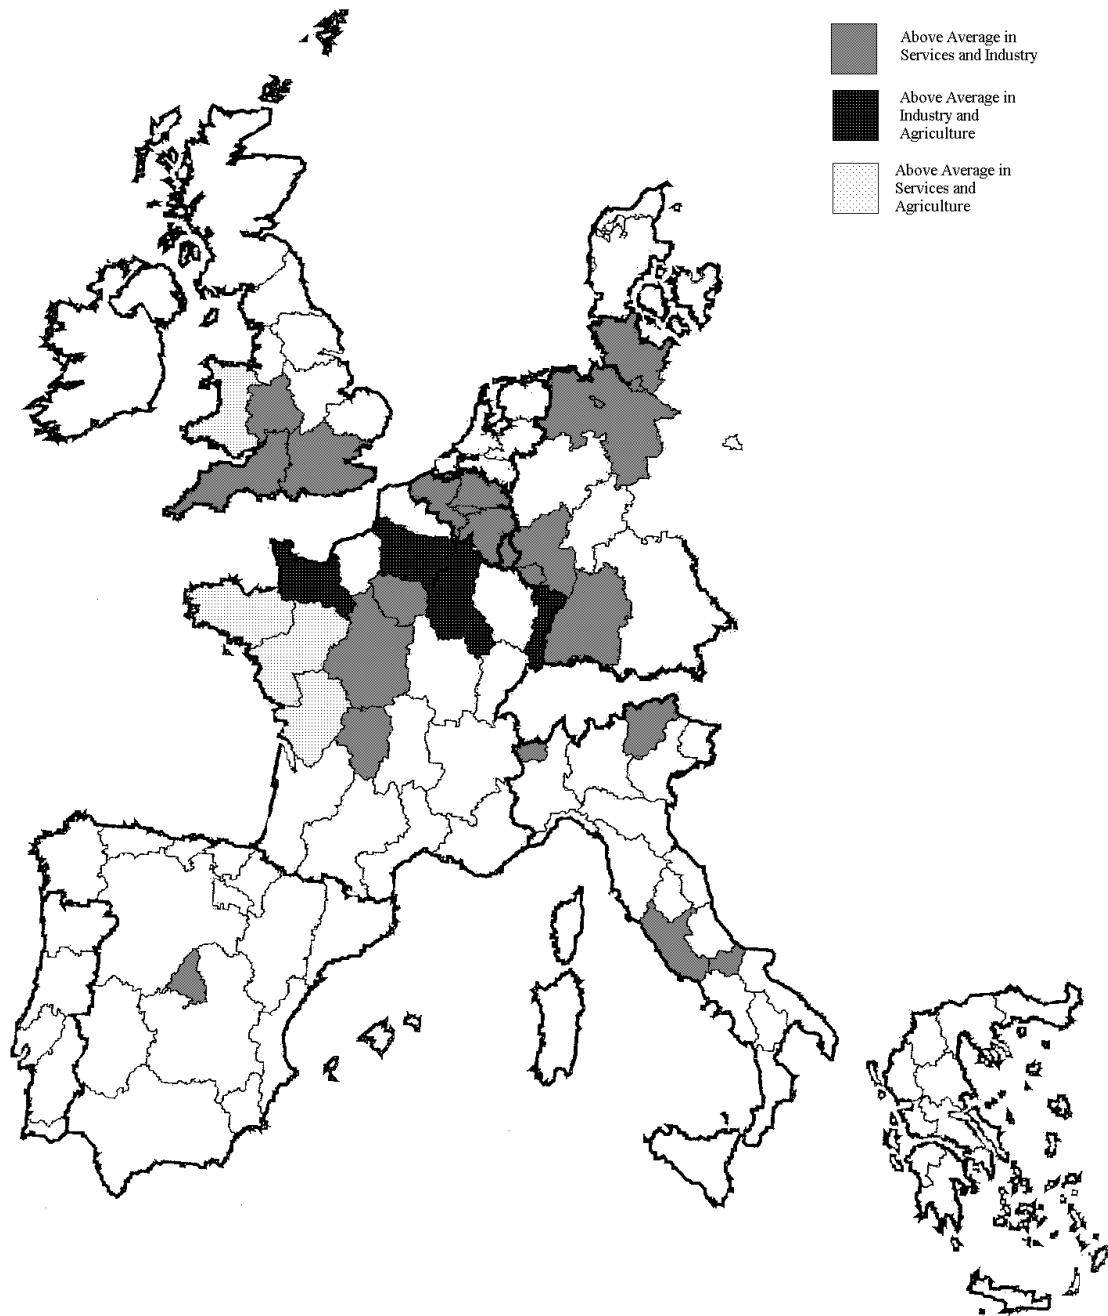 Above Average in
Services and Industry
Above Average in
Industry and
Agriculture
Above Average in
Services and
Agriculture